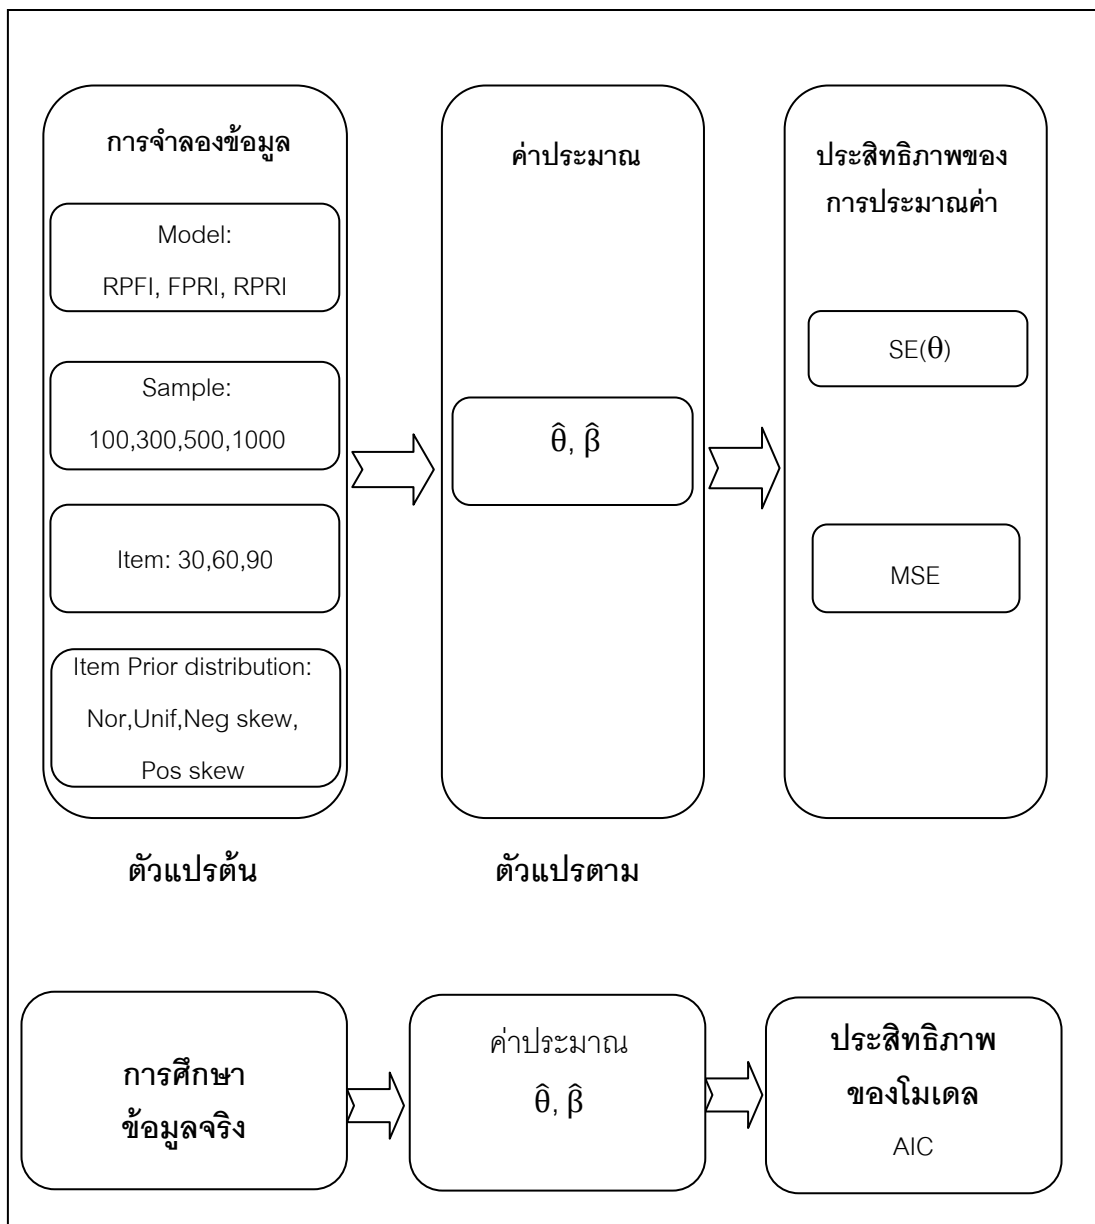 การจำลองข้อมูล
Model:
RPFI, FPRI, RPRI
Sample:
100,300,500,1000
Item: 30,60,90
Item Prior distribution:
Nor,Unif,Neg skew,
Pos skew
ตัวแปรต้น
ค่าประมาณ
θ̂, β̂
ตัวแปรตาม
ประสิทธิภาพของ
การประมาณค่า
SE(θ)
MSE
การศึกษา
ข้อมูลจริง
ค่าประมาณ
θ̂, β̂
ประสิทธิภาพ
ของโมเดล
AIC